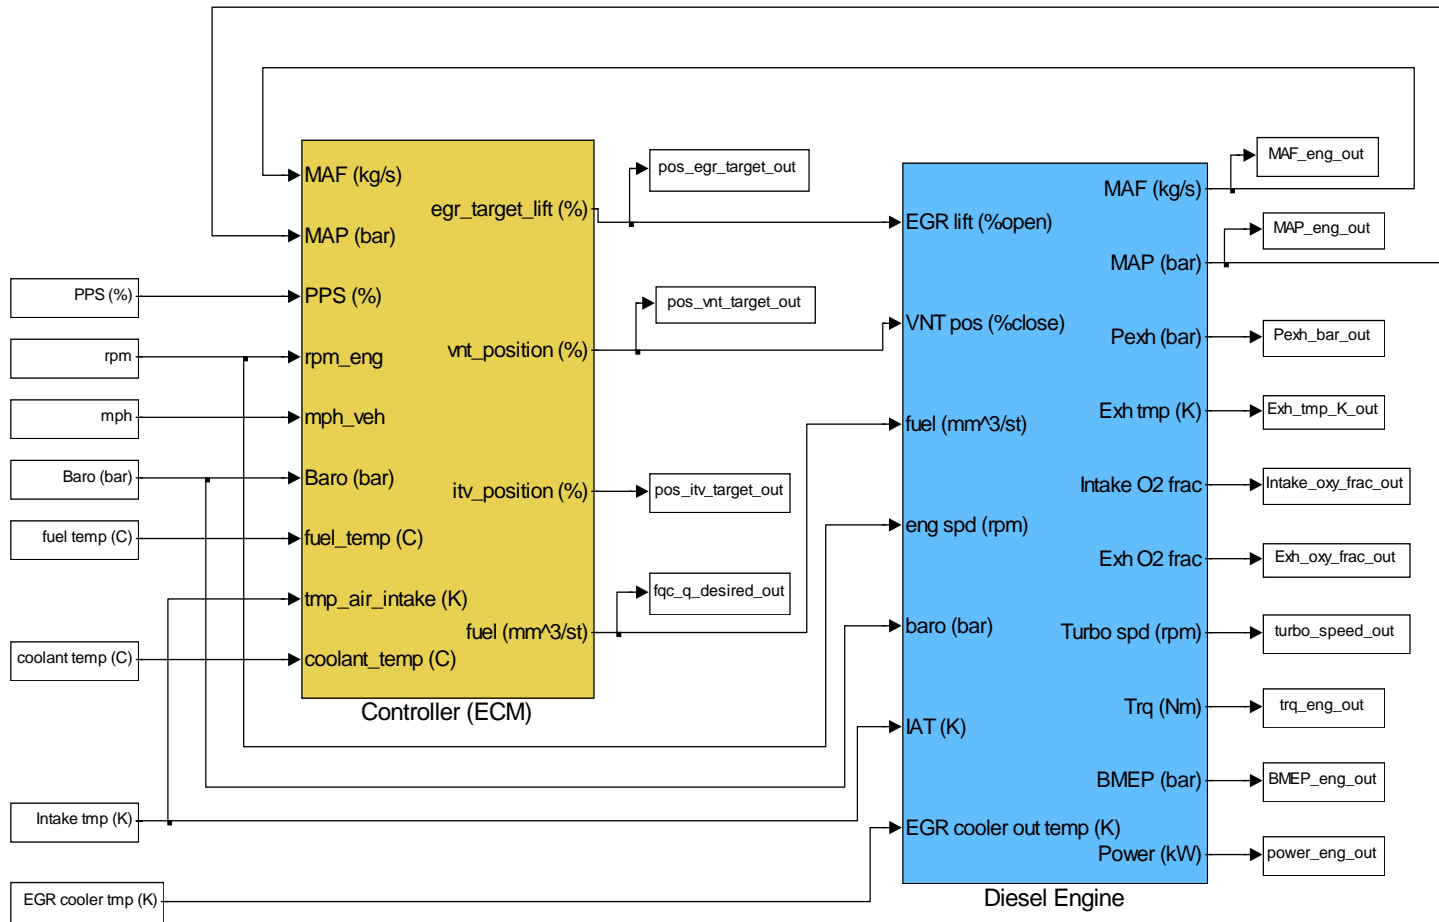 PPS (%)
rpm
mph
Baro (bar)
fuel temp (C)
coolant temp (C)
Intake tmp (K)
EGR cooler tmp (K)
MAF (kg/s)
MAP (bar)
PPS (%)
rpm_eng
mph_veh
Baro (bar)
fuel_temp (C)
tmp_air_intake (K)
coolant_temp (C)
egr_target_lift (%)
vnt_position (%)
itv_position (%)
fuel (mm^3/st)
Controller (ECM)
pos_egr_target_out
pos_vnt_target_out
pos_itv_target_out
fqc_q_desired_out
EGR lift (%open)
VNT pos (%close)
fuel (mm^3/st)
eng spd (rpm)
baro (bar)
IAT (K)
EGR cooler out temp (K)
MAF (kg/s)
MAP (bar)
Pexh (bar)
Exh tmp (K)
Intake O2 frac
Exh O2 frac
Turbo spd (rpm)
Trq (Nm)
BMEP (bar)
Power (kW)
Diesel Engine
MAF_eng_out
MAP_eng_out
Pexh_bar_out
Exh_tmp_K_out
Intake_oxy_frac_out
Exh_oxy_frac_out
turbo_speed_out
trq_eng_out
BMEP_eng_out
power_eng_out